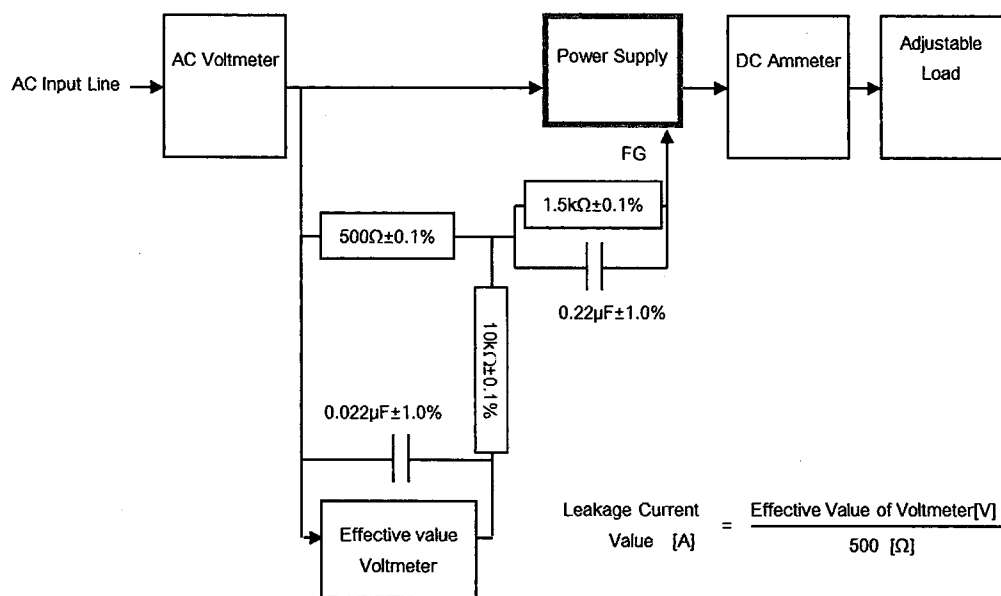 AC Input Line
AC Voltmeter
Power Supply
DC Ammeter
Adjustable
Load
FG
1.5kΩ±0.1%
500Ω±0.1%
0.22µF±1.0%
10kΩ±0.1%
0.022µF±1.0%
Effective value
Voltmeter
Leakage Current
Value [A]
=
Effective Value of Voltmeter[V]
500 [Ω]